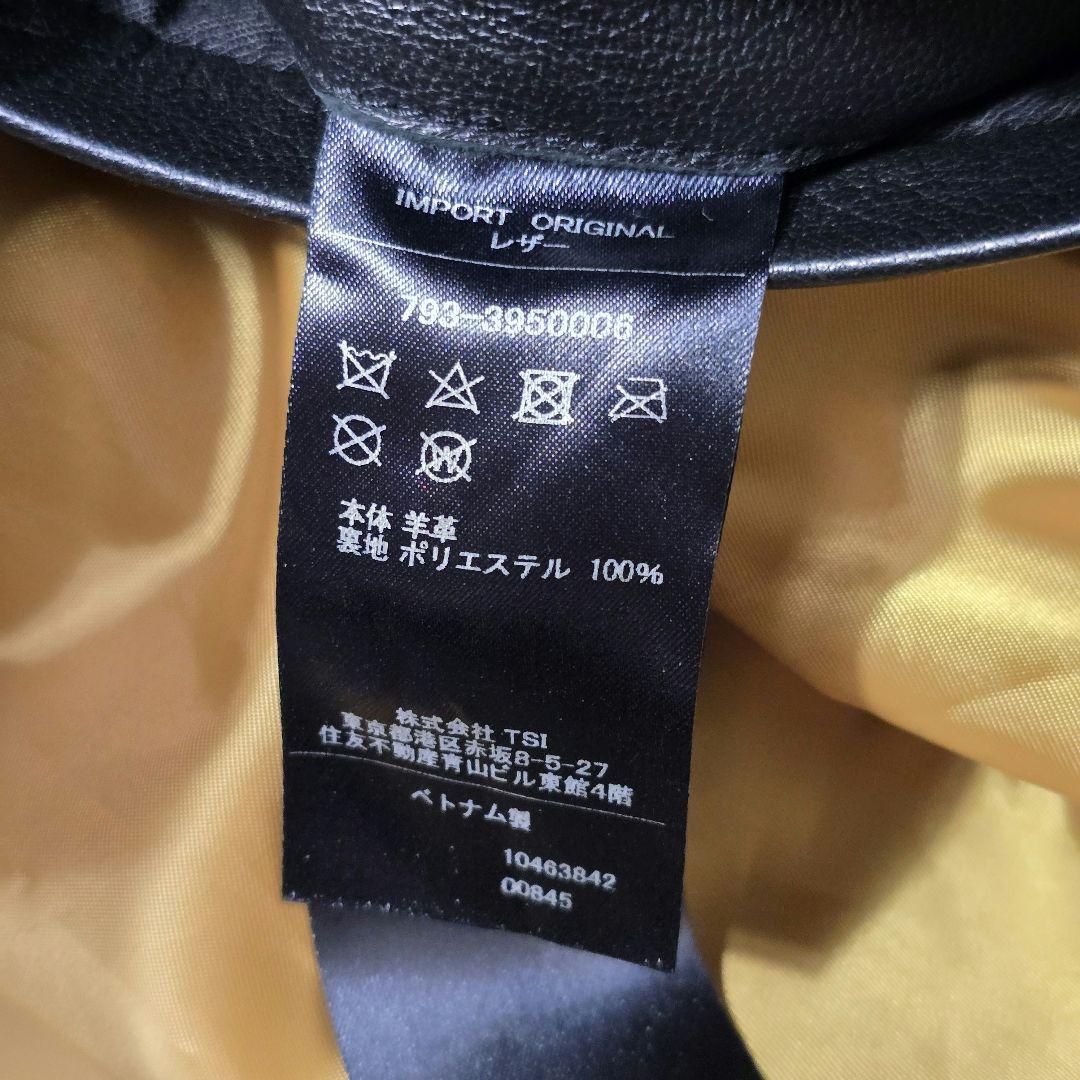 IMPORT ORIGINAL
レザー
793-3950006
本体 羊革
裏地 ポリエステル 100%
株式会社 TSI
東京都港区赤坂8-5-27
住友不動産青山ビル東館4階
ベトナム製
10463842
00845